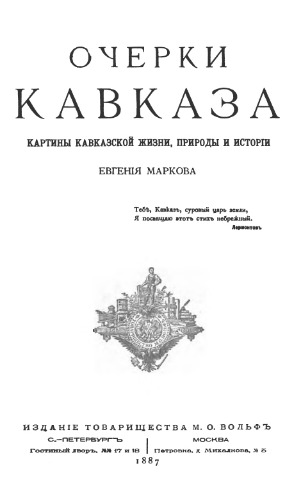 ОЧЕРКИ
КАВКАЗА
КАРТИНЫ КАВКАЗСКОЙ ЖИЗНИ, ПРИРОДЫ И ИСТОРІИ
ЕВГЕНІЯ МАРКОВА
Тебѣ, Кавказъ, суровый царь земли,
Я посвящаю этотъ стихъ небрежный.
Лермонтовъ
ИЗДАНІЕ ТОВАРИЩЕСТВА М. О. ВОЛЬФЪ
С.-ПЕТЕРБУРГЪ
Гостиный дворъ, №№ 17 и 18
МОСКВА
Петровка, д. Михалкова, № 5
1887